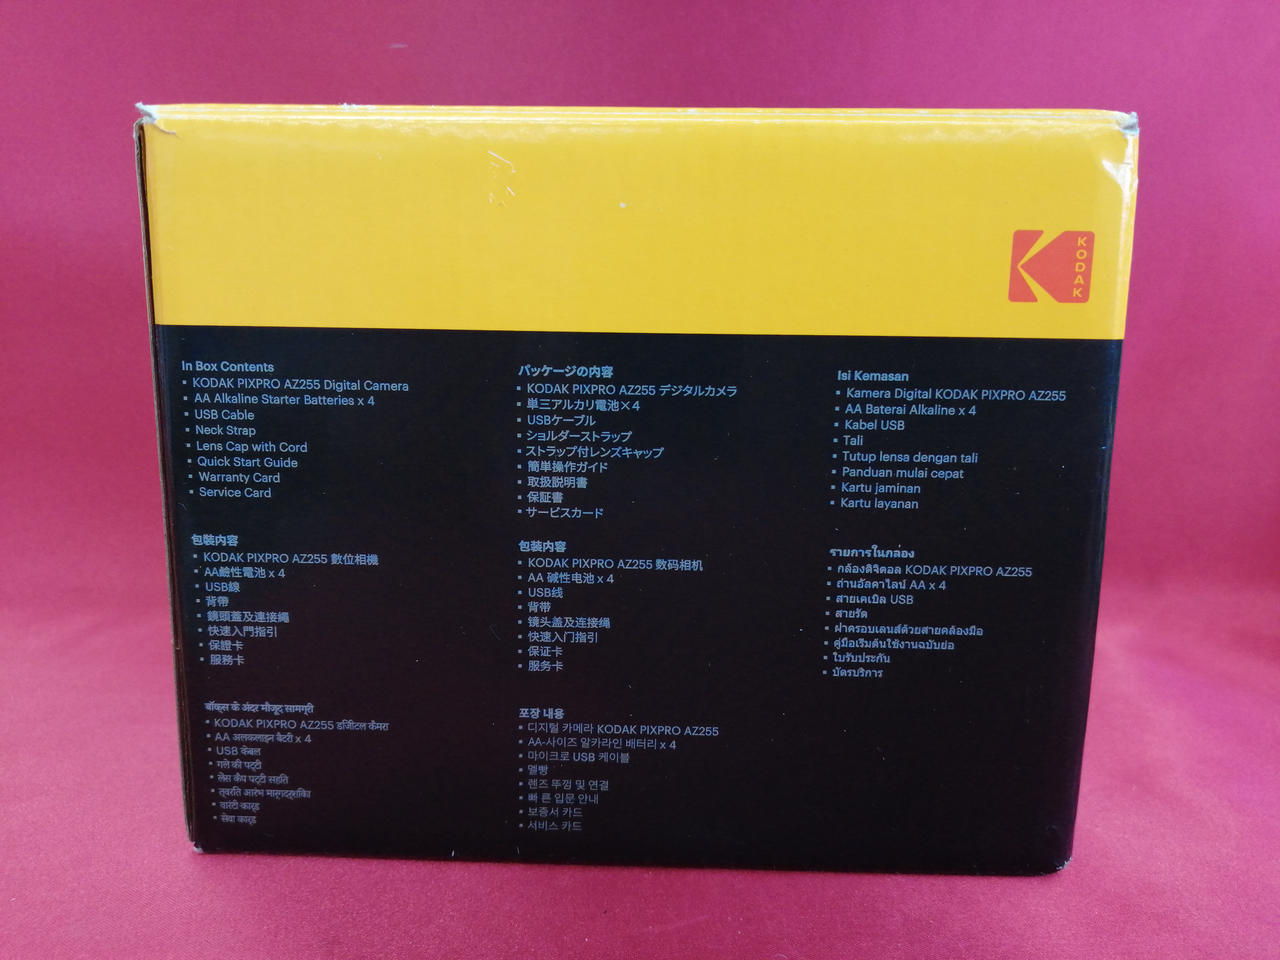 KODAK
In Box Contents
▪ KODAK PIXPRO AZ255 Digital Camera
▪ AA Alkaline Starter Batteries x 4
▪ USB Cable
▪ Neck Strap
▪ Lens Cap with Cord
▪ Quick Start Guide
▪ Warranty Card
▪ Service Card
パッケージの内容
▪ KODAK PIXPRO AZ255 デジタルカメラ
▪ 単三アルカリ電池×4
▪ USBケーブル
▪ ショルダーストラップ
▪ ストラップ付レンズキャップ
▪ 簡単操作ガイド
▪ 取扱説明書
▪ 保証書
▪ サービスカード
Isi Kemasan
▪ Kamera Digital KODAK PIXPRO AZ255
▪ AA Baterai Alkaline x 4
▪ Kabel USB
▪ Tali
▪ Tutup lensa dengan tali
▪ Panduan mulai cepat
▪ Kartu jaminan
▪ Kartu layanan
包裝內容
▪ KODAK PIXPRO AZ255 數位相機
▪ AA鹼性電池 x 4
▪ USB線
▪ 背帶
▪ 鏡頭蓋及連接繩
▪ 快速入門指引
▪ 保證卡
▪ 服務卡
包装内容
▪ KODAK PIXPRO AZ255 数码相机
▪ AA 碱性电池 x 4
▪ USB线
▪ 背带
▪ 镜头盖及连接绳
▪ 快速入门指引
▪ 保证卡
▪ 服务卡
รายการในกล่อง
▪ กล้องดิจิตอล KODAK PIXPRO AZ255
▪ ถ่านอัลคาไลน์ AA x 4
▪ สายเคเบิล USB
▪ สายรัด
▪ ฝาครอบเลนส์ด้วยสายคล้องมือ
▪ คู่มือเริ่มต้นใช้งานฉบับย่อ
▪ ใบรับประกัน
▪ บัตรบริการ
बॉक्स के अंदर मौजूद सामग्री
▪ KODAK PIXPRO AZ255 डिजिटल कैमरा
▪ AA अलकलाइन बैटरी x 4
▪ USB केबल
▪ गले की पट्टी
▪ लेंस कैप पट्टी सहित
▪ त्वरित आरंभ मार्गदर्शिका
▪ वारंटी कार्ड
▪ सेवा कार्ड
포장 내용
▪ 디지털 카메라 KODAK PIXPRO AZ255
▪ AA-사이즈 알카라인 배터리 x 4
▪ 마이크로 USB 케이블
▪ 멜빵
▪ 렌즈 뚜껑 및 연결
▪ 빠 른 입문 안내
▪ 보증서 카드
▪ 서비스 카드